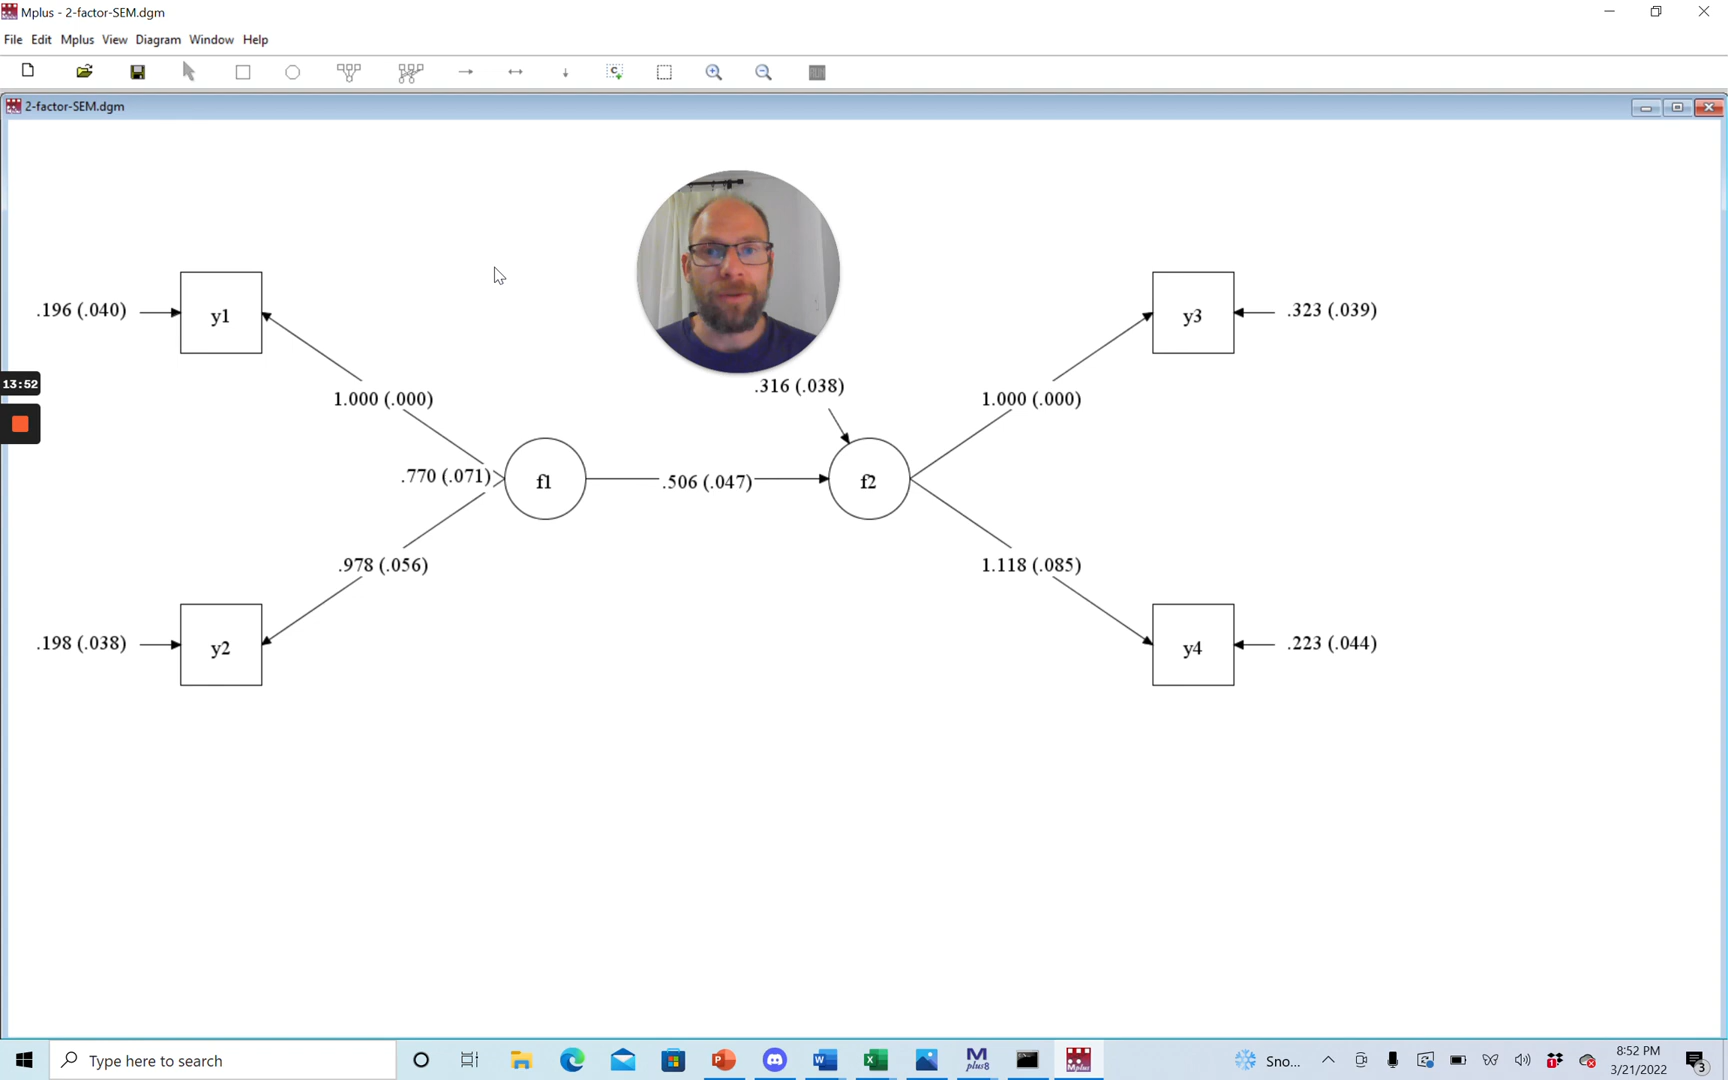 Mplus - 2-factor-SEM.dgm
File Edit Mplus View Diagram Window Help
2-factor-SEM.dgm
.196 (.040)
y1
y3
.323 (.039)
13:52
.316 (.038)
1.000 (.000)
1.000 (.000)
.770 (.071)
f1
.506 (.047)
f2
.978 (.056)
1.118 (.085)
.198 (.038)
y2
y4
.223 (.044)
Type here to search
Mplus8
Mplus
Sno...
8:52 PM
3/21/2022
3